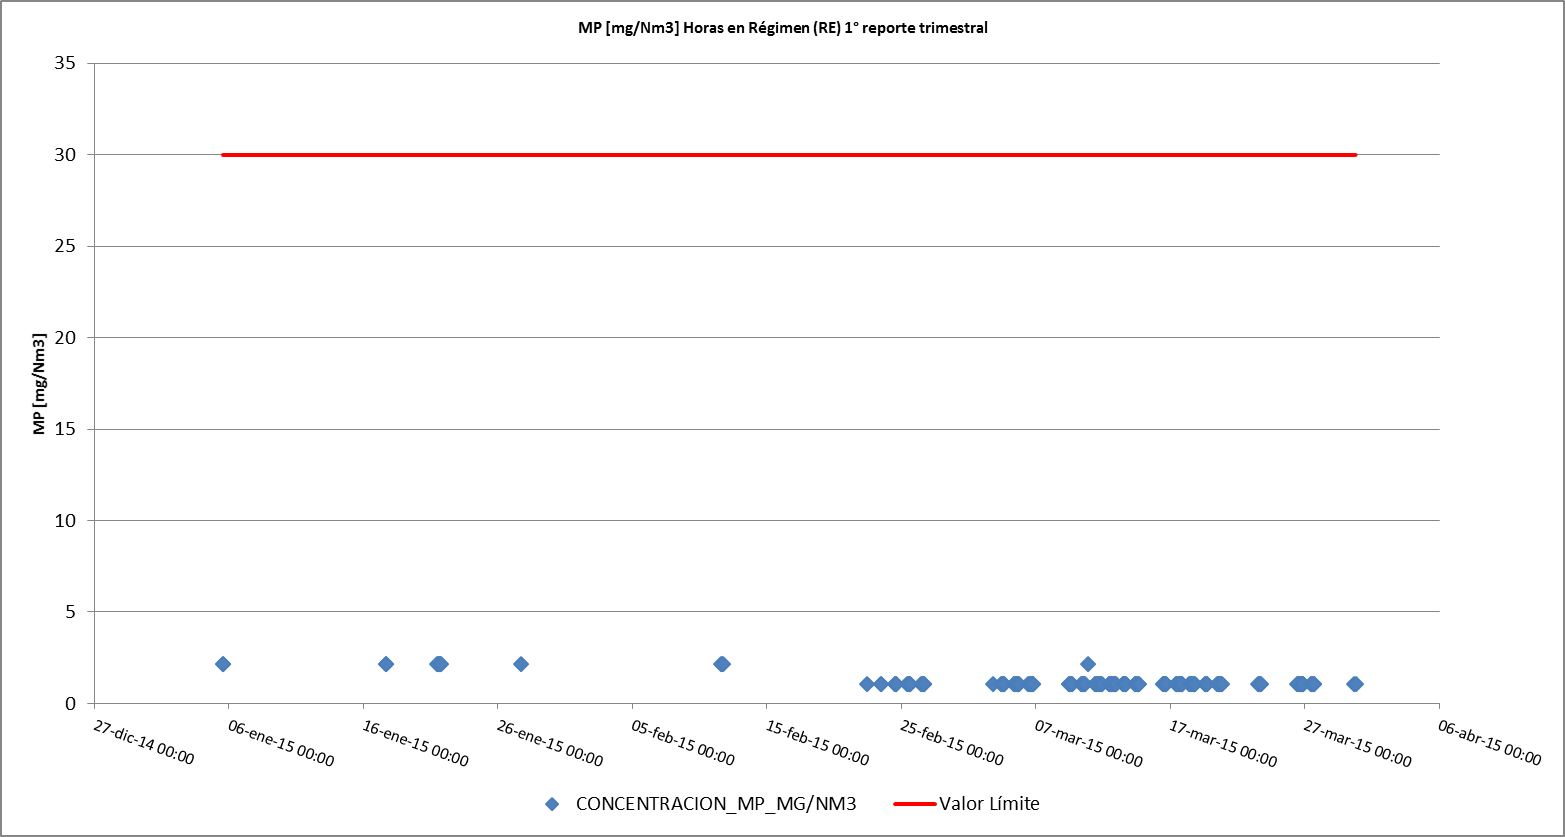 MP [mg/Nm3] Horas en Régimen (RE) 1° reporte trimestral
35
30
25
20
15
10
5
0
MP [mg/Nm3]
27-dic-14 00:00
06-ene-15 00:00
16-ene-15 00:00
26-ene-15 00:00
05-feb-15 00:00
15-feb-15 00:00
25-feb-15 00:00
07-mar-15 00:00
17-mar-15 00:00
27-mar-15 00:00
06-abr-15 00:00
CONCENTRACION_MP_MG/NM3
Valor Límite